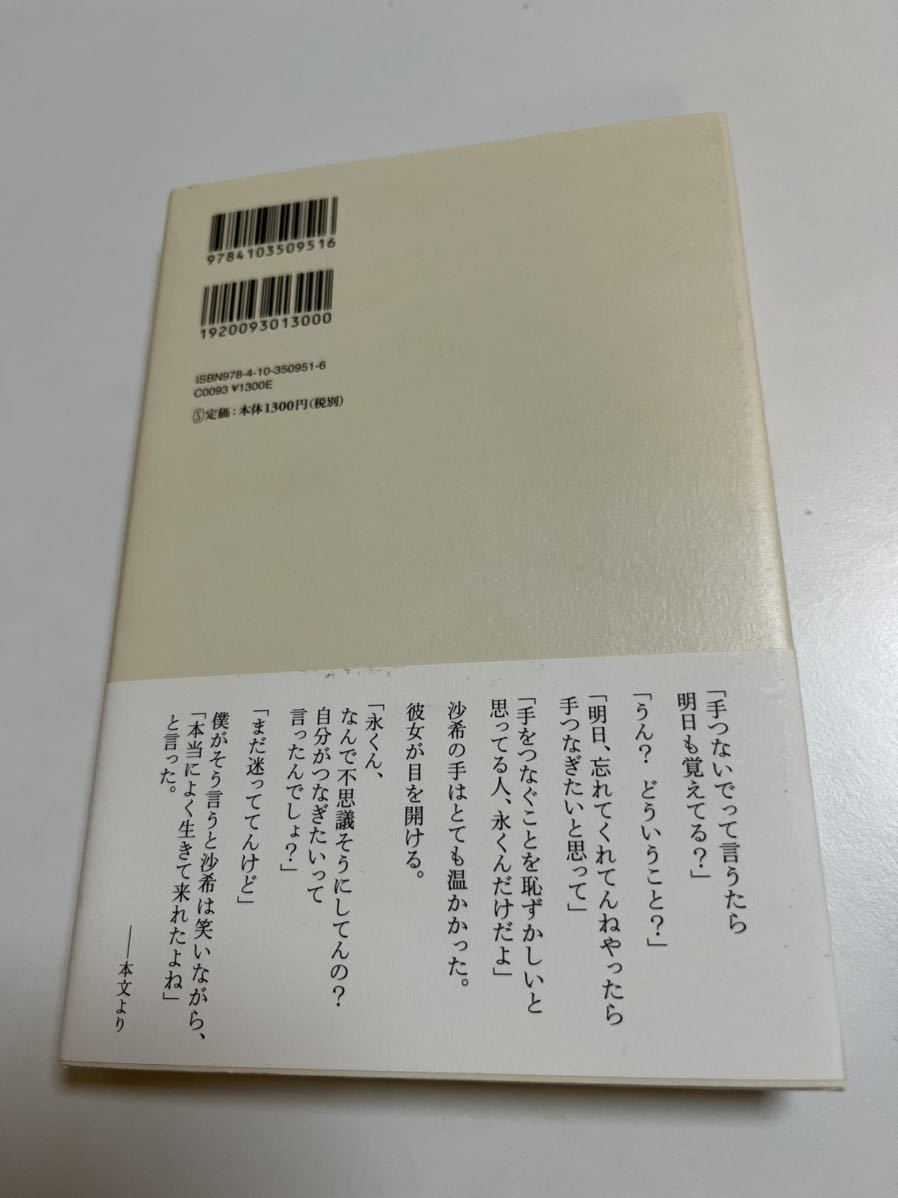 9784103509516
1920093013000
ISBN978-4-10-350951-6
C0093 ¥1300E
Ⓢ定価：本体1300円（税別）
「手つないでって言うたら
明日も覚えてる？」
「うん？　どういうこと？」
「明日、忘れてくれてんねやったら
手つなぎたいと思って」
「手をつなぐことを恥ずかしいと
思ってる人、永くんだけだよ」
沙希の手はとても温かかった。
彼女が目を開ける。
「永くん、
なんで不思議そうにしてんの？
自分がつなぎたいって
言ったんでしょ？」
「まだ迷っててんけど」
僕がそう言うと沙希は笑いながら、
「本当によく生きて来れたよね」
と言った。
――本文より